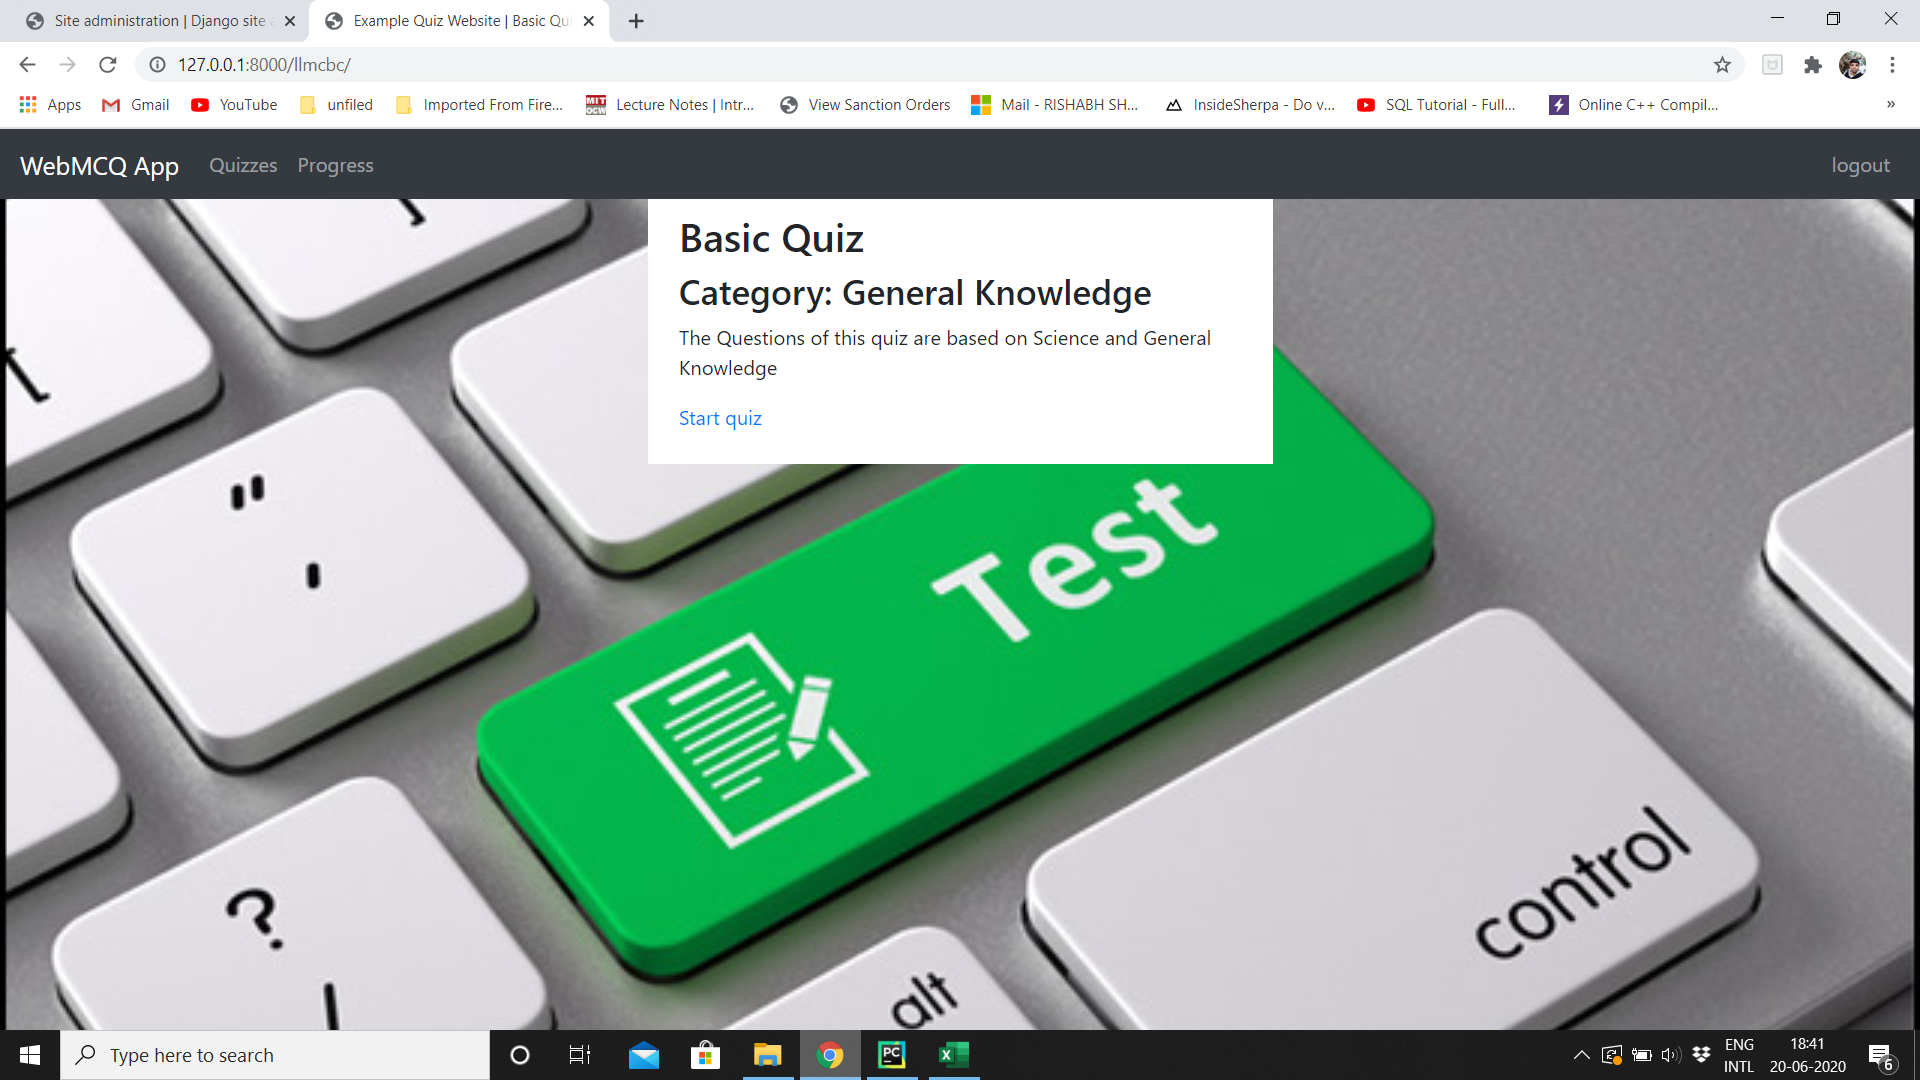 Site administration | Django site
Example Quiz Website | Basic Qu
127.0.0.1:8000/llmcbc/
Apps
Gmail
YouTube
unfiled
Imported From Fire...
MIT
OCW
Lecture Notes | Intr...
View Sanction Orders
Mail - RISHABH SH...
InsideSherpa - Do v...
SQL Tutorial - Full...
Online C++ Compil...
»
WebMCQ App
Quizzes
Progress
logout
Basic Quiz
Category: General Knowledge
The Questions of this quiz are based on Science and General
Knowledge
Start quiz
Test
control
alt
?
/
"
'
[
]
Type here to search
PC
X
ENG
INTL
18:41
20-06-2020
6